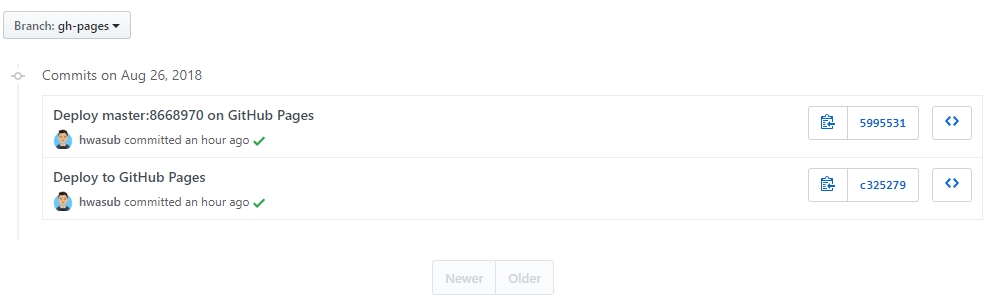 Branch: gh-pages
Commits on Aug 26, 2018
Deploy master:8668970 on GitHub Pages
hwasub committed an hour ago
5995531
Deploy to GitHub Pages
hwasub committed an hour ago
c325279
Newer Older